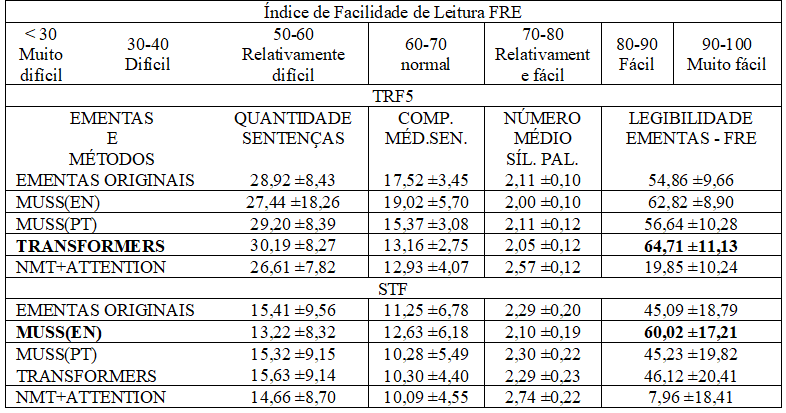 Índice de Facilidade de Leitura FRE
< 30 Muito difícil | 30-40 Difícil | 50-60 Relativamente difícil | 60-70 normal | 70-80 Relativament e fácil | 80-90 Fácil | 90-100 Muito fácil
TRF5
EMENTAS E MÉTODOS | QUANTIDADE SENTENÇAS | COMP. MÉD.SEN. | NÚMERO MÉDIO SÍL. PAL. | LEGIBILIDADE EMENTAS - FRE
EMENTAS ORIGINAIS | 28,92 ±8,43 | 17,52 ±3,45 | 2,11 ±0,10 | 54,86 ±9,66
MUSS(EN) | 27,44 ±18,26 | 19,02 ±5,70 | 2,00 ±0,10 | 62,82 ±8,90
MUSS(PT) | 29,20 ±8,39 | 15,37 ±3,08 | 2,11 ±0,12 | 56,64 ±10,28
TRANSFORMERS | 30,19 ±8,27 | 13,16 ±2,75 | 2,05 ±0,12 | 64,71 ±11,13
NMT+ATTENTION | 26,61 ±7,82 | 12,93 ±4,07 | 2,57 ±0,12 | 19,85 ±10,24
STF
EMENTAS ORIGINAIS | 15,41 ±9,56 | 11,25 ±6,78 | 2,29 ±0,20 | 45,09 ±18,79
MUSS(EN) | 13,22 ±8,32 | 12,63 ±6,18 | 2,10 ±0,19 | 60,02 ±17,21
MUSS(PT) | 15,32 ±9,15 | 10,28 ±5,49 | 2,30 ±0,22 | 45,23 ±19,82
TRANSFORMERS | 15,63 ±9,14 | 10,30 ±4,40 | 2,29 ±0,23 | 46,12 ±20,41
NMT+ATTENTION | 14,66 ±8,70 | 10,09 ±4,55 | 2,74 ±0,22 | 7,96 ±18,41